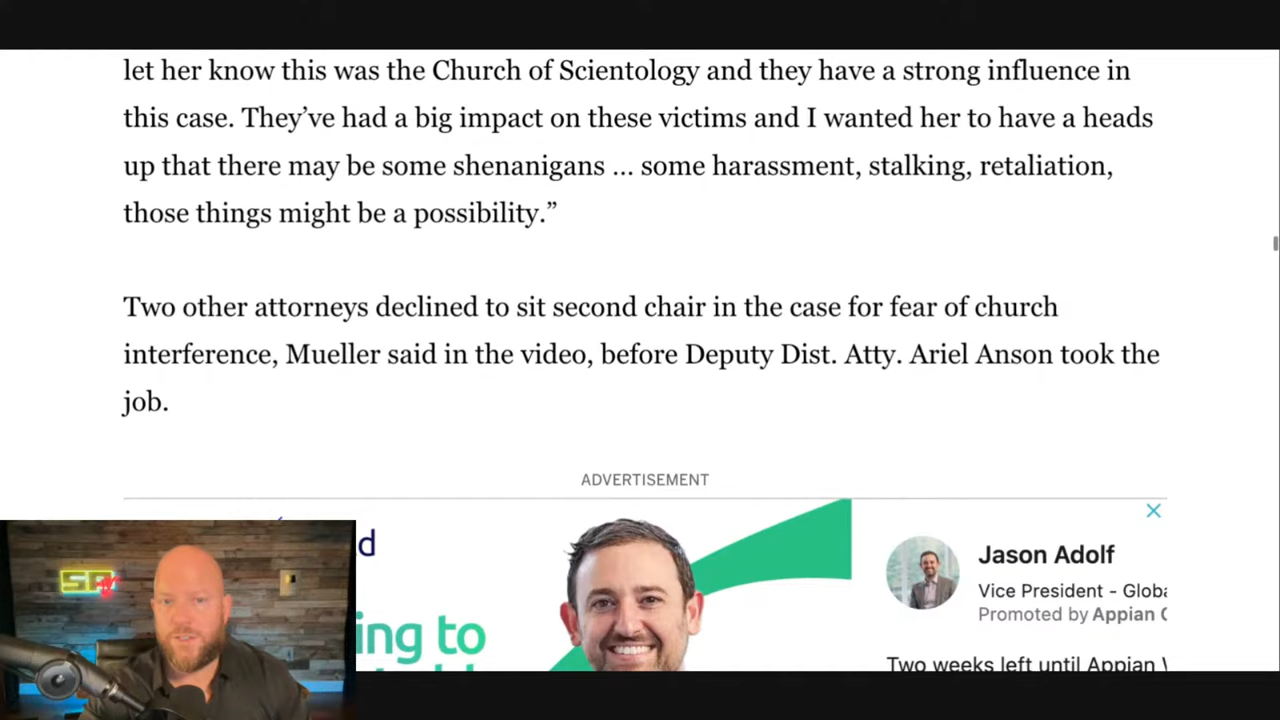 let her know this was the Church of Scientology and they have a strong influence in
this case. They’ve had a big impact on these victims and I wanted her to have a heads
up that there may be some shenanigans … some harassment, stalking, retaliation,
those things might be a possibility.”
Two other attorneys declined to sit second chair in the case for fear of church
interference, Mueller said in the video, before Deputy Dist. Atty. Ariel Anson took the
job.
ADVERTISEMENT
d
ing to
Jason Adolf
Vice President - Globa
Promoted by Appian C
Two weeks left until Appian